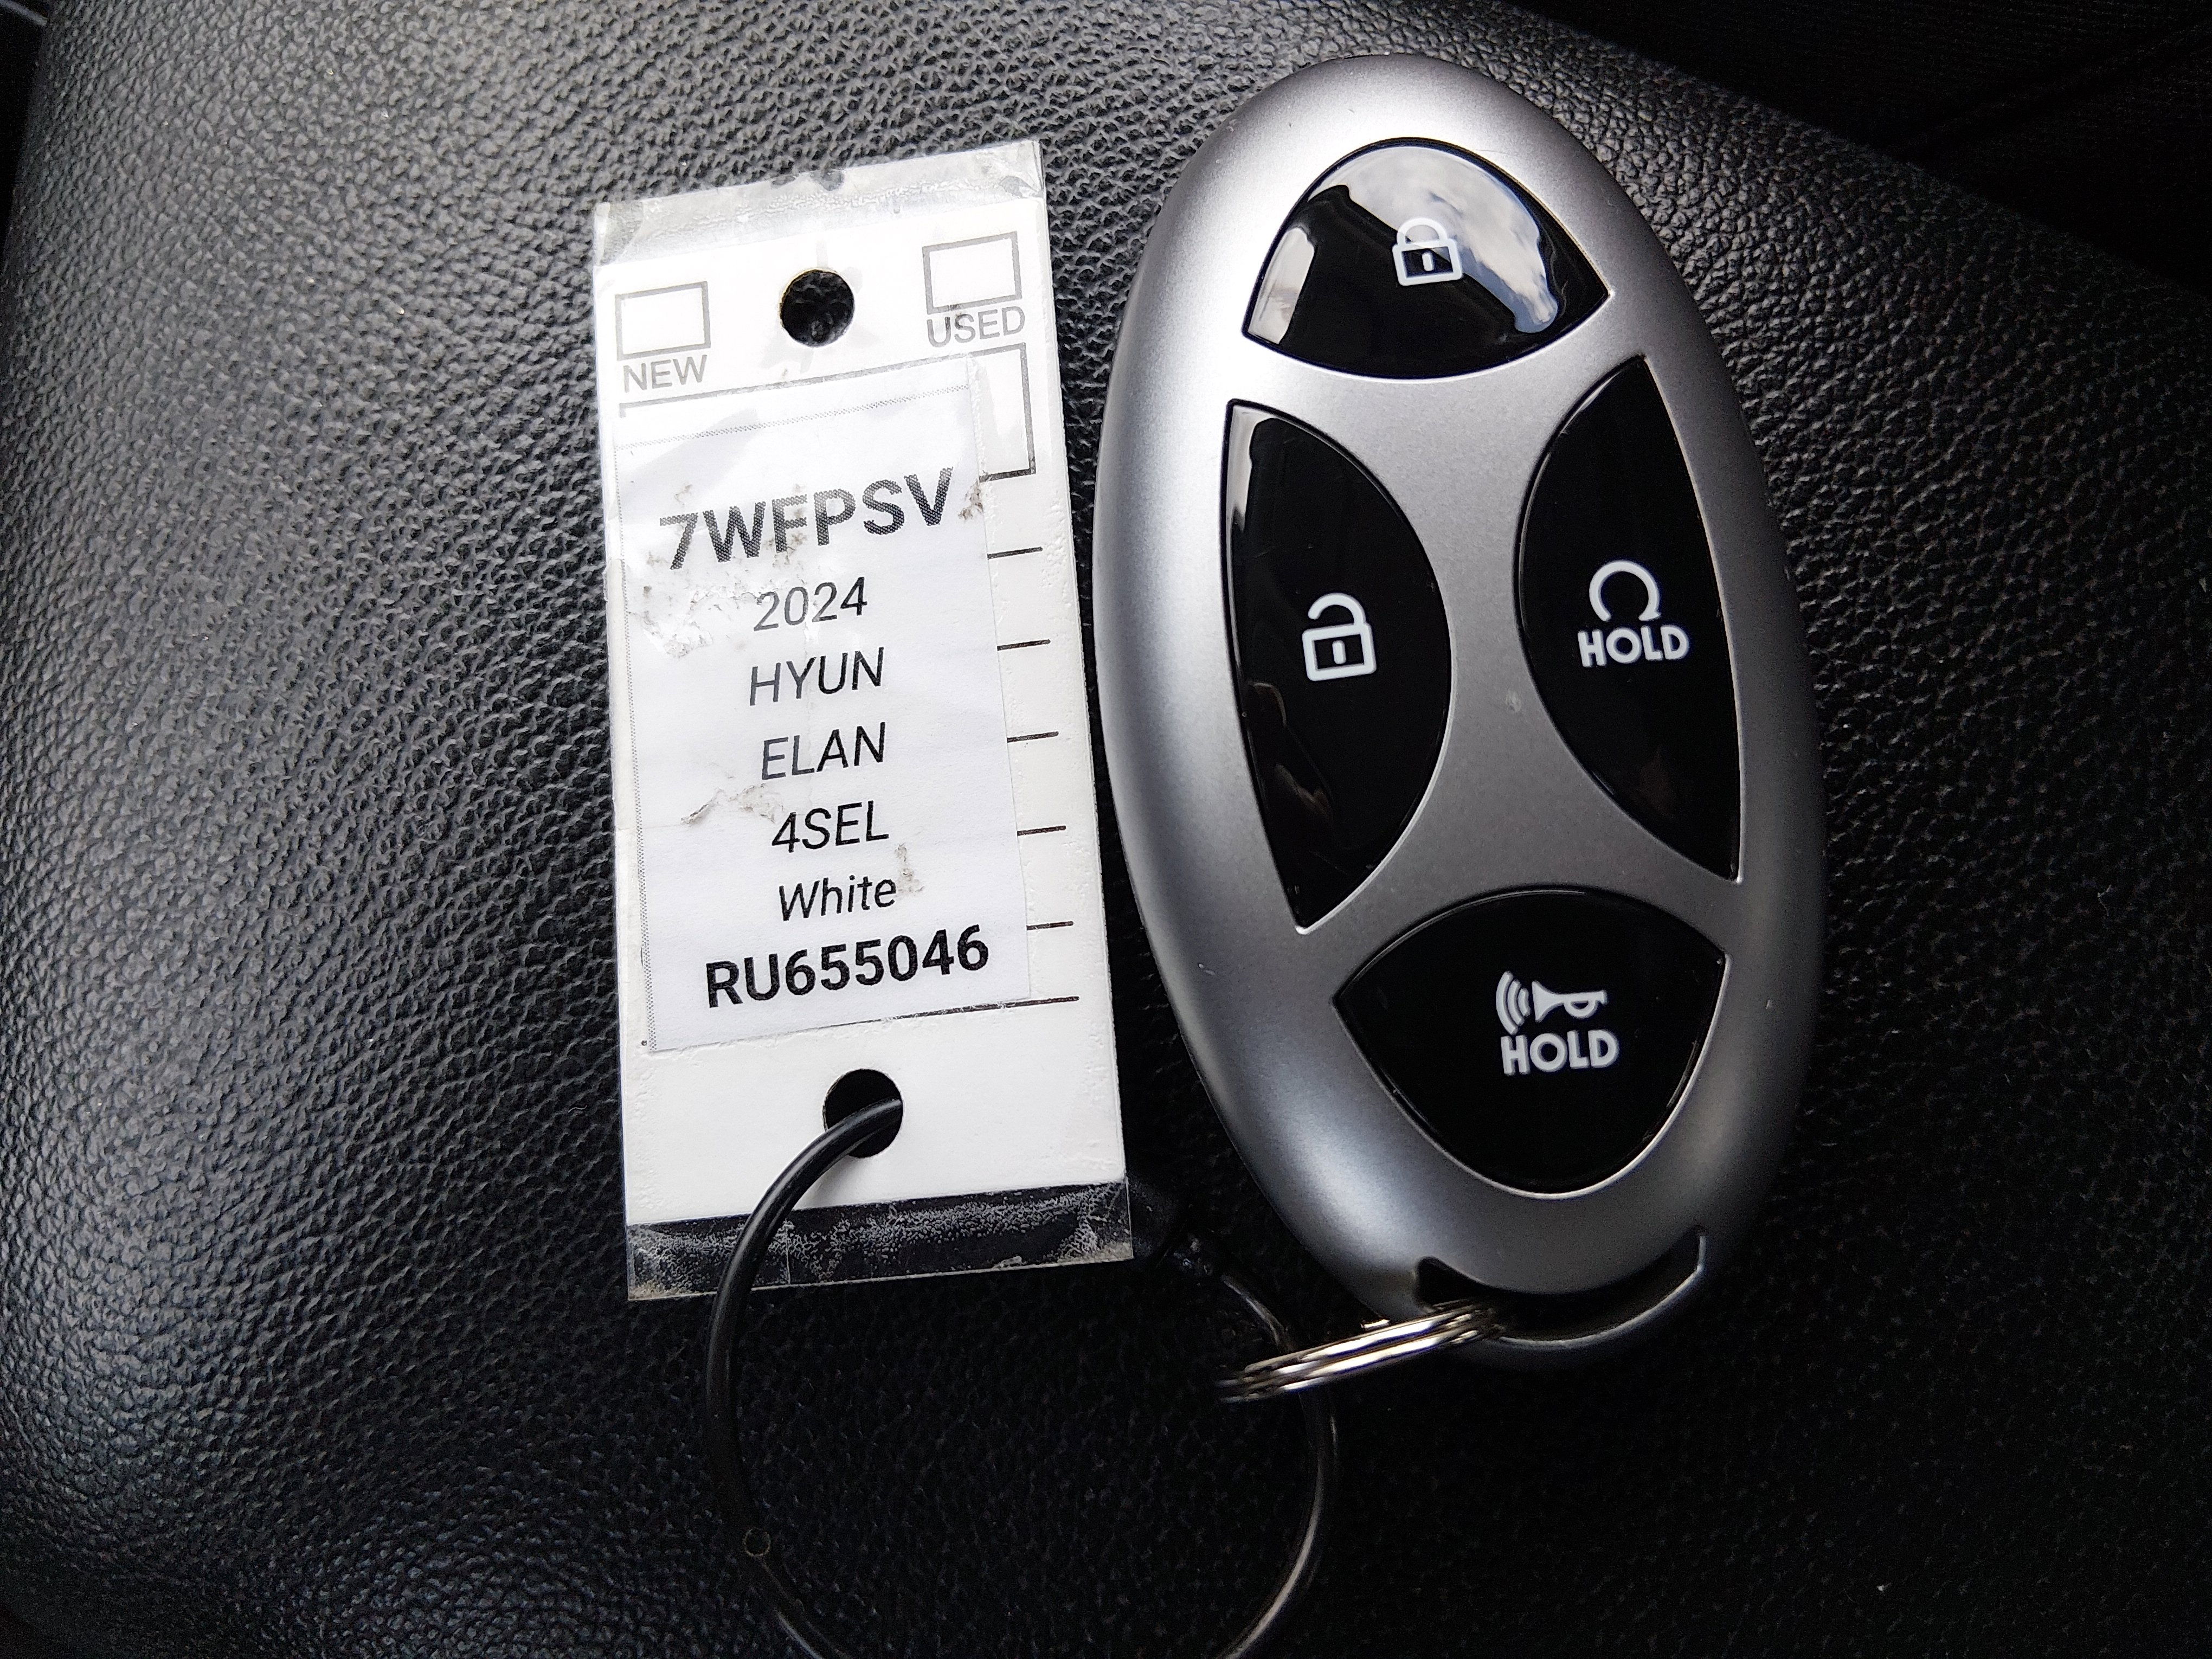 NEW
USED
7WFPSV
2024
HYUN
ELAN
4SEL
White
RU655046
HOLD
HOLD